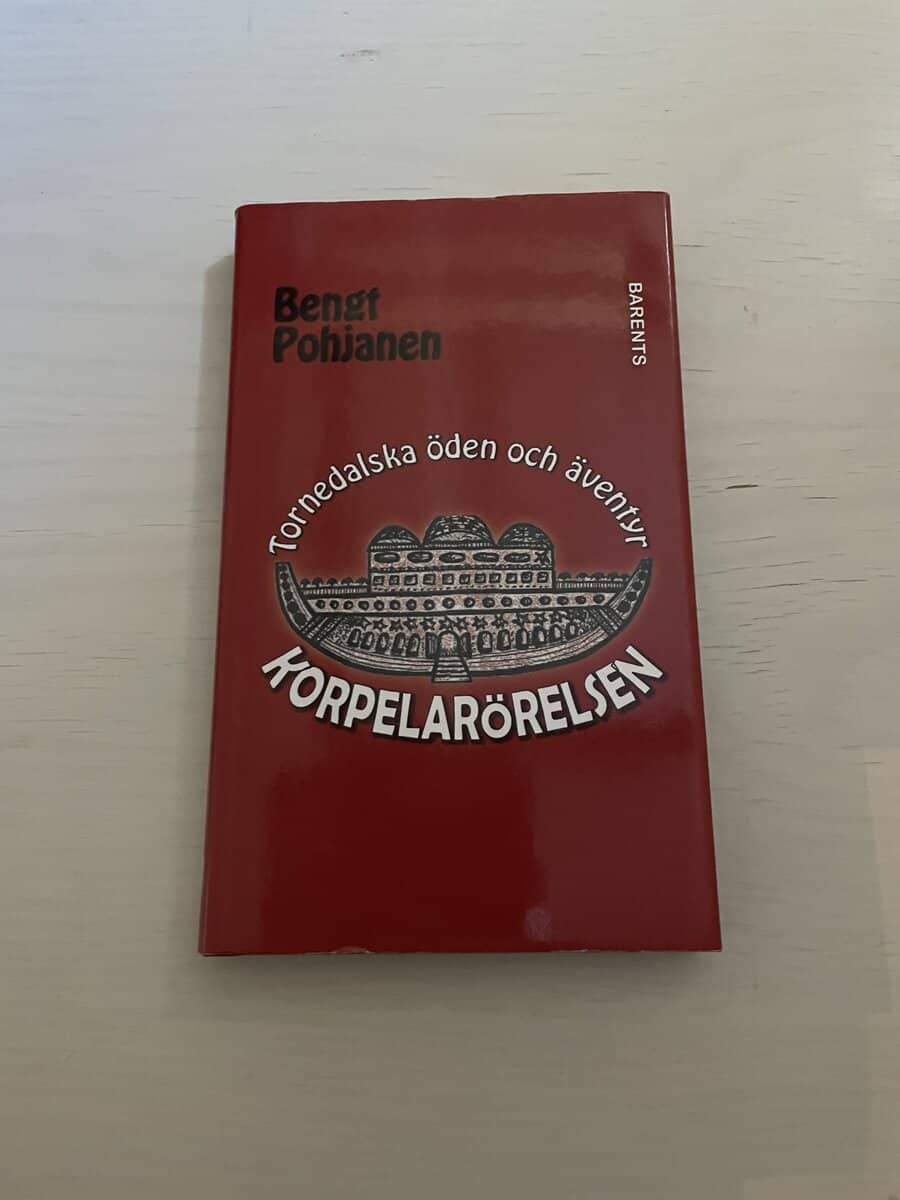 Bengt
Pohjanen
BARENTS
Tornedalska öden och äventyr
KORPELARÖRELSEN